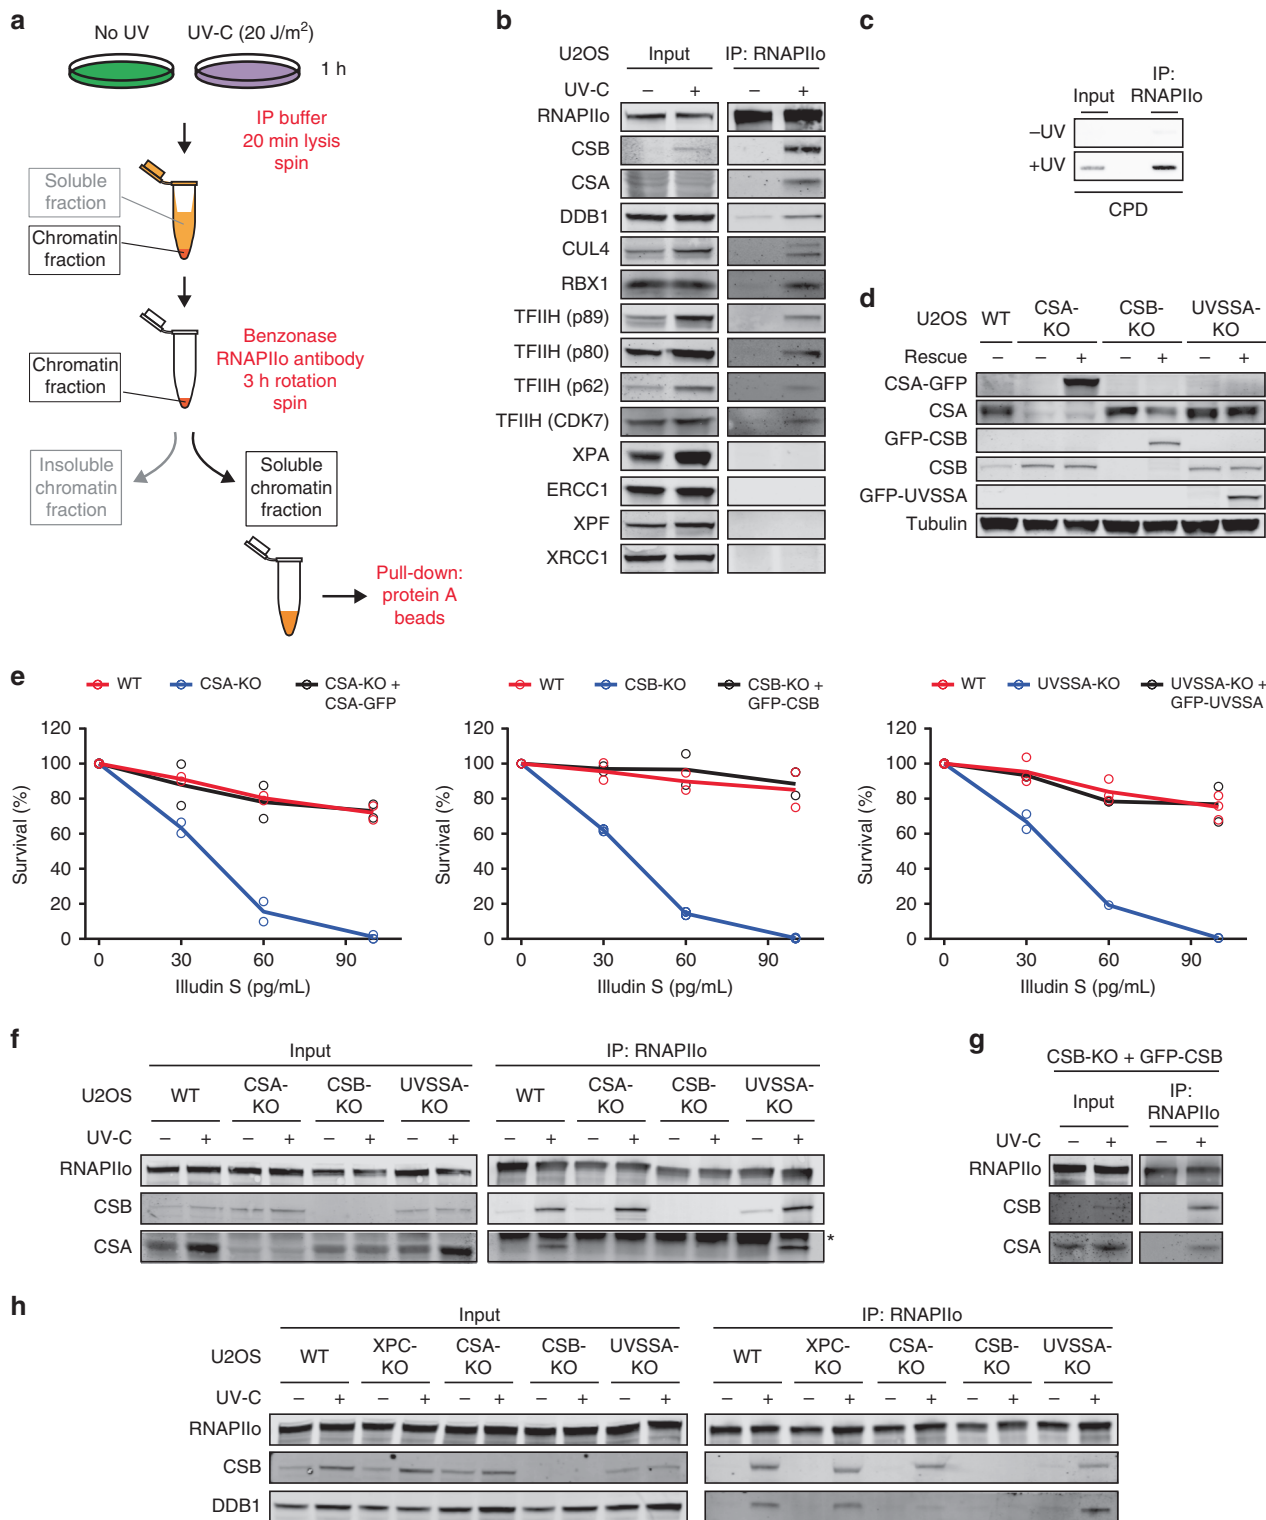 a
No UV
UV-C (20 J/m²)
1 h
IP buffer
20 min lysis
spin
Soluble
fraction
Chromatin
fraction
Benzonase
RNAPIIo antibody
3 h rotation
spin
Chromatin
fraction
Insoluble
chromatin
fraction
Soluble
chromatin
fraction
Pull-down:
protein A
beads
b
U2OS Input IP: RNAPIIo
UV-C – + – +
RNAPIIo
CSB
CSA
DDB1
CUL4
RBX1
TFIIH (p89)
TFIIH (p80)
TFIIH (p62)
TFIIH (CDK7)
XPA
ERCC1
XPF
XRCC1
c
Input IP: RNAPIIo
–UV
+UV
CPD
d
U2OS WT CSA-KO CSB-KO UVSSA-KO
Rescue – – + – + – +
CSA-GFP
CSA
GFP-CSB
CSB
GFP-UVSSA
Tubulin
e
WT CSA-KO CSA-KO + CSA-GFP
120
100
80
60
40
20
0
Survival (%)
0 30 60 90
Illudin S (pg/mL)
WT CSB-KO CSB-KO + GFP-CSB
120
100
80
60
40
20
0
Survival (%)
0 30 60 90
Illudin S (pg/mL)
WT UVSSA-KO UVSSA-KO + GFP-UVSSA
120
100
80
60
40
20
0
Survival (%)
0 30 60 90
Illudin S (pg/mL)
f
Input IP: RNAPIIo
U2OS WT CSA-KO CSB-KO UVSSA-KO WT CSA-KO CSB-KO UVSSA-KO
UV-C – + – + – + – + – + – + – + – +
RNAPIIo
CSB
CSA *
g
CSB-KO + GFP-CSB
Input IP: RNAPIIo
UV-C – + – +
RNAPIIo
CSB
CSA
h
Input IP: RNAPIIo
U2OS WT XPC-KO CSA-KO CSB-KO UVSSA-KO WT XPC-KO CSA-KO CSB-KO UVSSA-KO
UV-C – + – + – + – + – + – + – + – + – + – +
RNAPIIo
CSB
DDB1